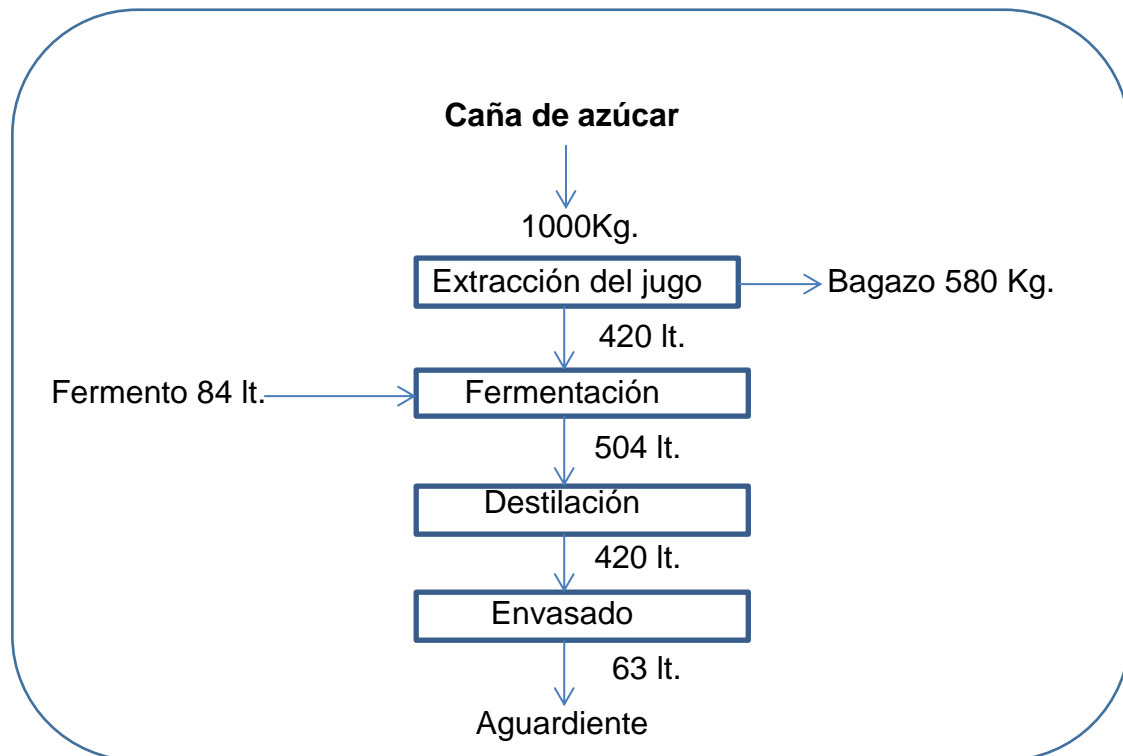 Caña de azúcar
1000Kg.
Extracción del jugo
Bagazo 580 Kg.
420 lt.
Fermento 84 lt.
Fermentación
504 lt.
Destilación
420 lt.
Envasado
63 lt.
Aguardiente